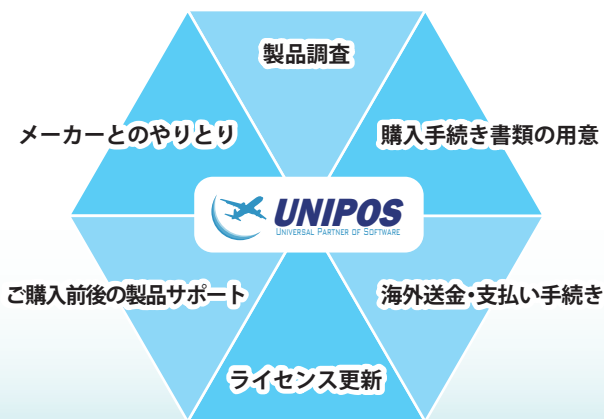 製品調査
メーカーとのやりとり
購入手続き書類の用意
UNIPOS
UNIVERSAL PARTNER OF SOFTWARE
ご購入前後の製品サポート
海外送金・支払い手続き
ライセンス更新